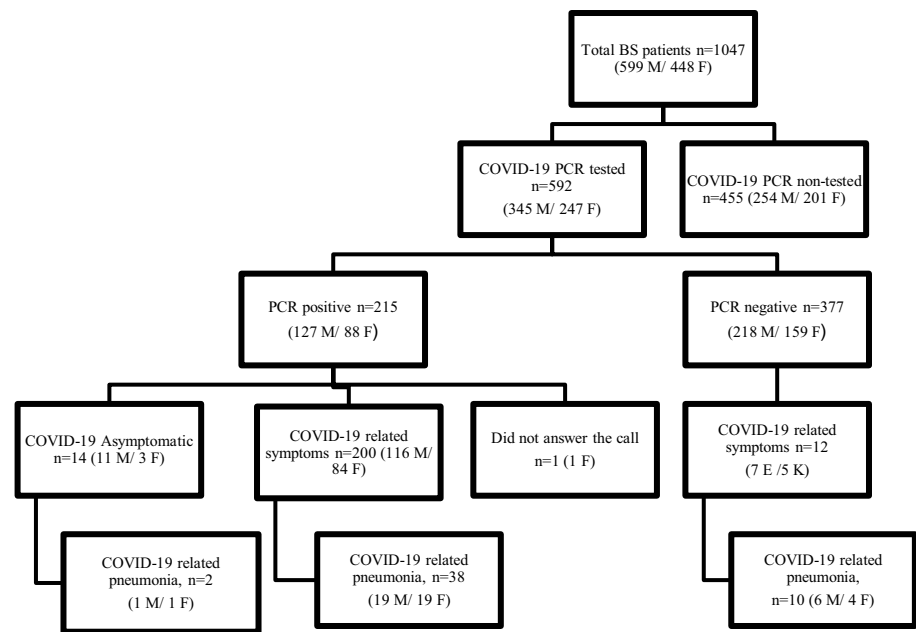 Total BS patients n=1047
(599 M/ 448 F)
COVID-19 PCR tested
n=592
(345 M/ 247 F)
COVID-19 PCR non-tested
n=455 (254 M/ 201 F)
PCR positive n=215
(127 M/ 88 F)
PCR negative n=377
(218 M/ 159 F)
COVID-19 Asymptomatic
n=14 (11 M/ 3 F)
COVID-19 related
symptoms n=200 (116 M/
84 F)
Did not answer the call
n=1 (1 F)
COVID-19 related
symptoms n=12
(7 E /5 K)
COVID-19 related
pneumonia, n=2
(1 M/ 1 F)
COVID-19 related
pneumonia, n=38
(19 M/ 19 F)
COVID-19 related
pneumonia,
n=10 (6 M/ 4 F)